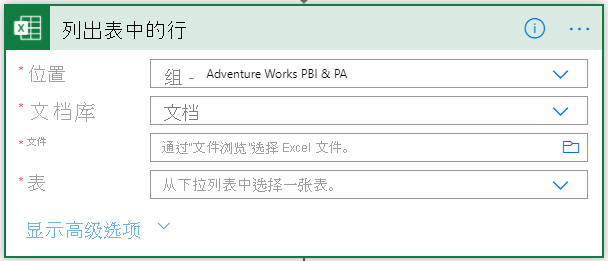 列出表中的行
* 位置 组 - Adventure Works PBI & PA
* 文档库 文档
* 文件 通过"文件浏览"选择 Excel 文件。
* 表 从下拉列表中选择一张表。
显示高级选项